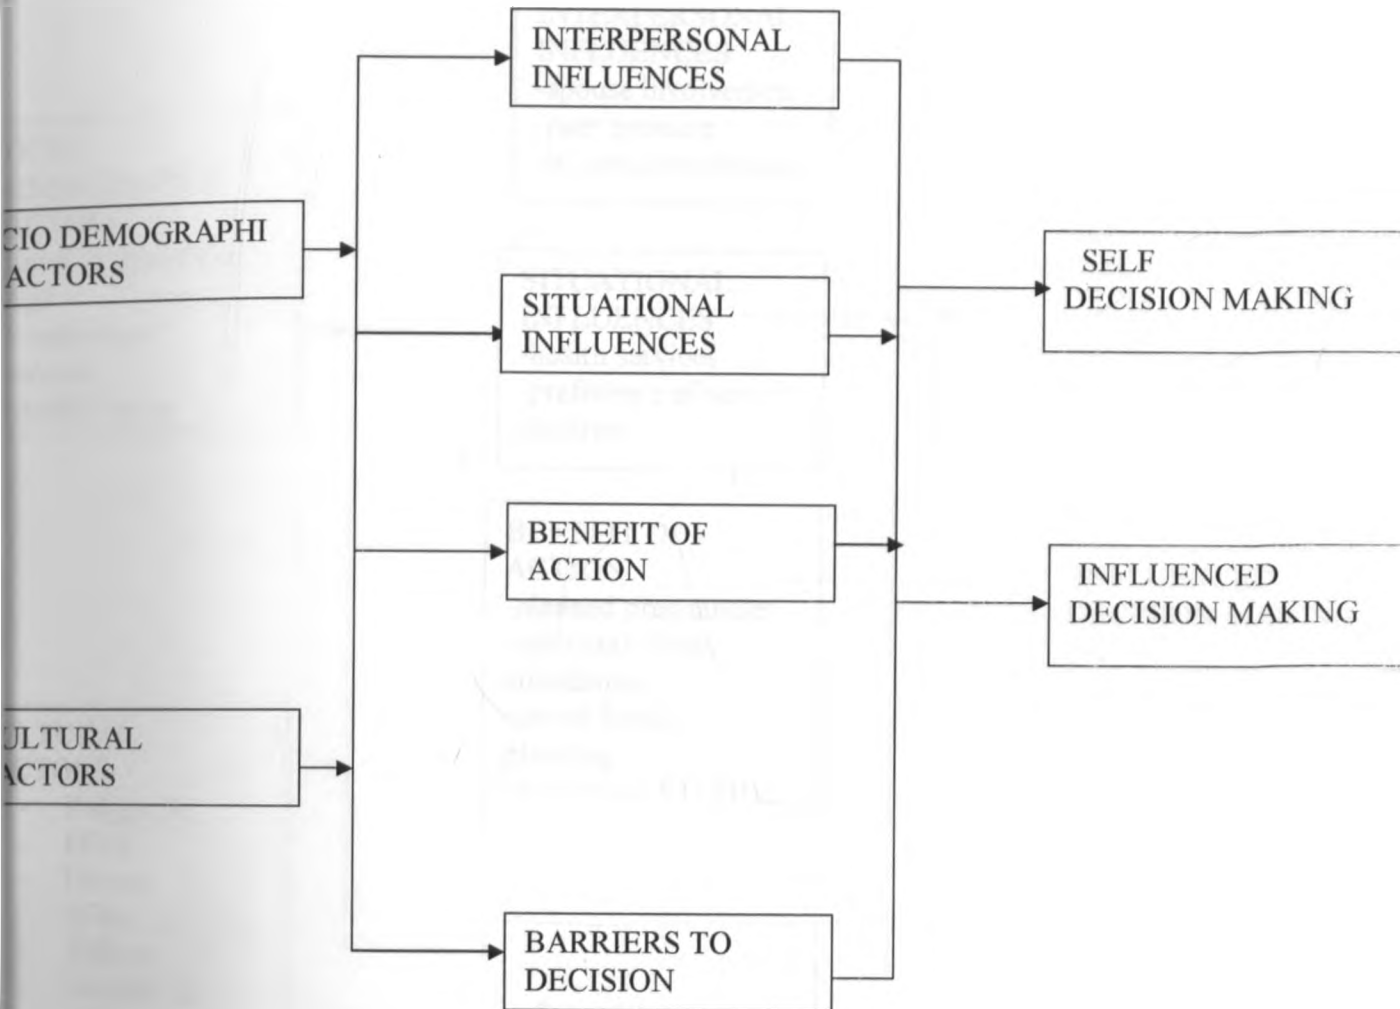 INTERPERSONAL
INFLUENCES
CIO DEMOGRAPHI
ACTORS
SITUATIONAL
INFLUENCES
SELF
DECISION MAKING
BENEFIT OF
ACTION
INFLUENCED
DECISION MAKING
ULTURAL
ACTORS
BARRIERS TO
DECISION